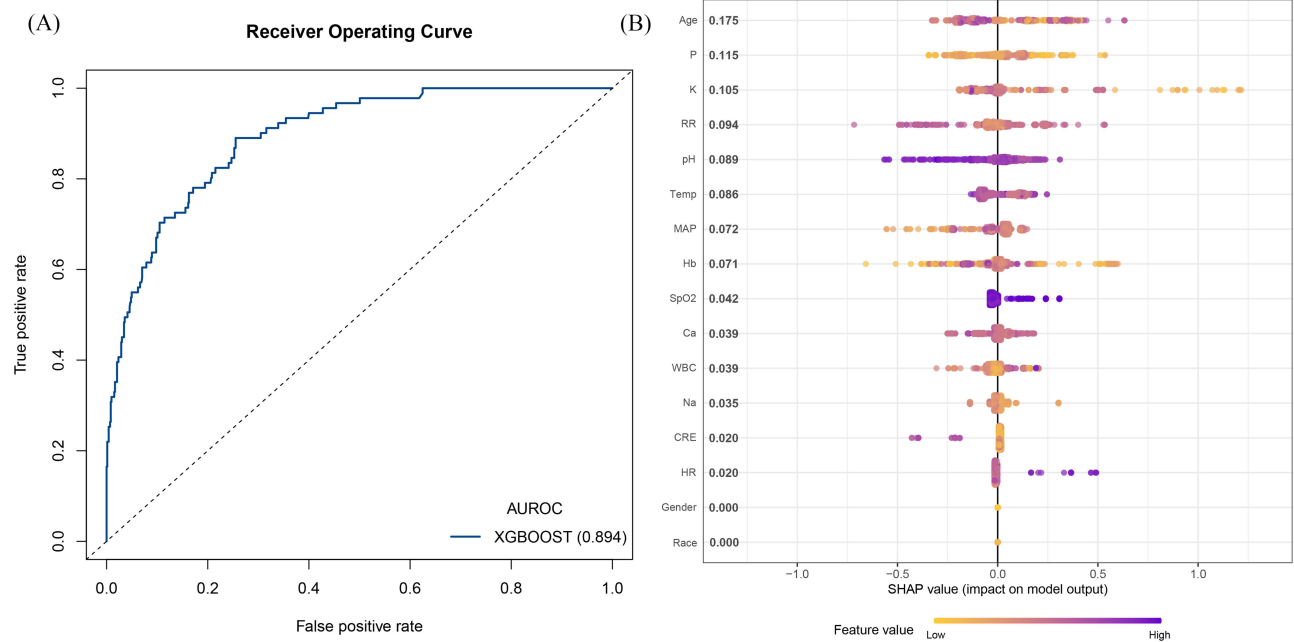 (A)
Receiver Operating Curve
True positive rate
1.0
0.8
0.6
0.4
0.2
0.0
AUROC
XGBOOST (0.894)
0.0 0.2 0.4 0.6 0.8 1.0
False positive rate
(B)
Age 0.175
P 0.115
K 0.105
RR 0.094
pH 0.089
Temp 0.086
MAP 0.072
Hb 0.071
SpO2 0.042
Ca 0.039
WBC 0.039
Na 0.035
CRE 0.020
HR 0.020
Gender 0.000
Race 0.000
−1.0 −0.5 0.0 0.5 1.0
SHAP value (impact on model output)
Feature value
Low High